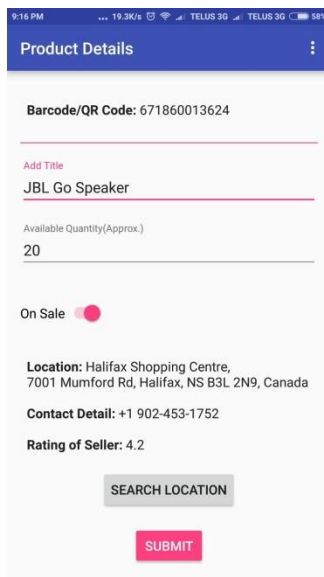 9:16 PM ... 19.3K/s TELUS 3G TELUS 3G 58%
Product Details
Barcode/QR Code: 671860013624
Add Title
JBL Go Speaker
Available Quantity(Approx.)
20
On Sale
Location: Halifax Shopping Centre,
7001 Mumford Rd, Halifax, NS B3L 2N9, Canada
Contact Detail: +1 902-453-1752
Rating of Seller: 4.2
SEARCH LOCATION
SUBMIT